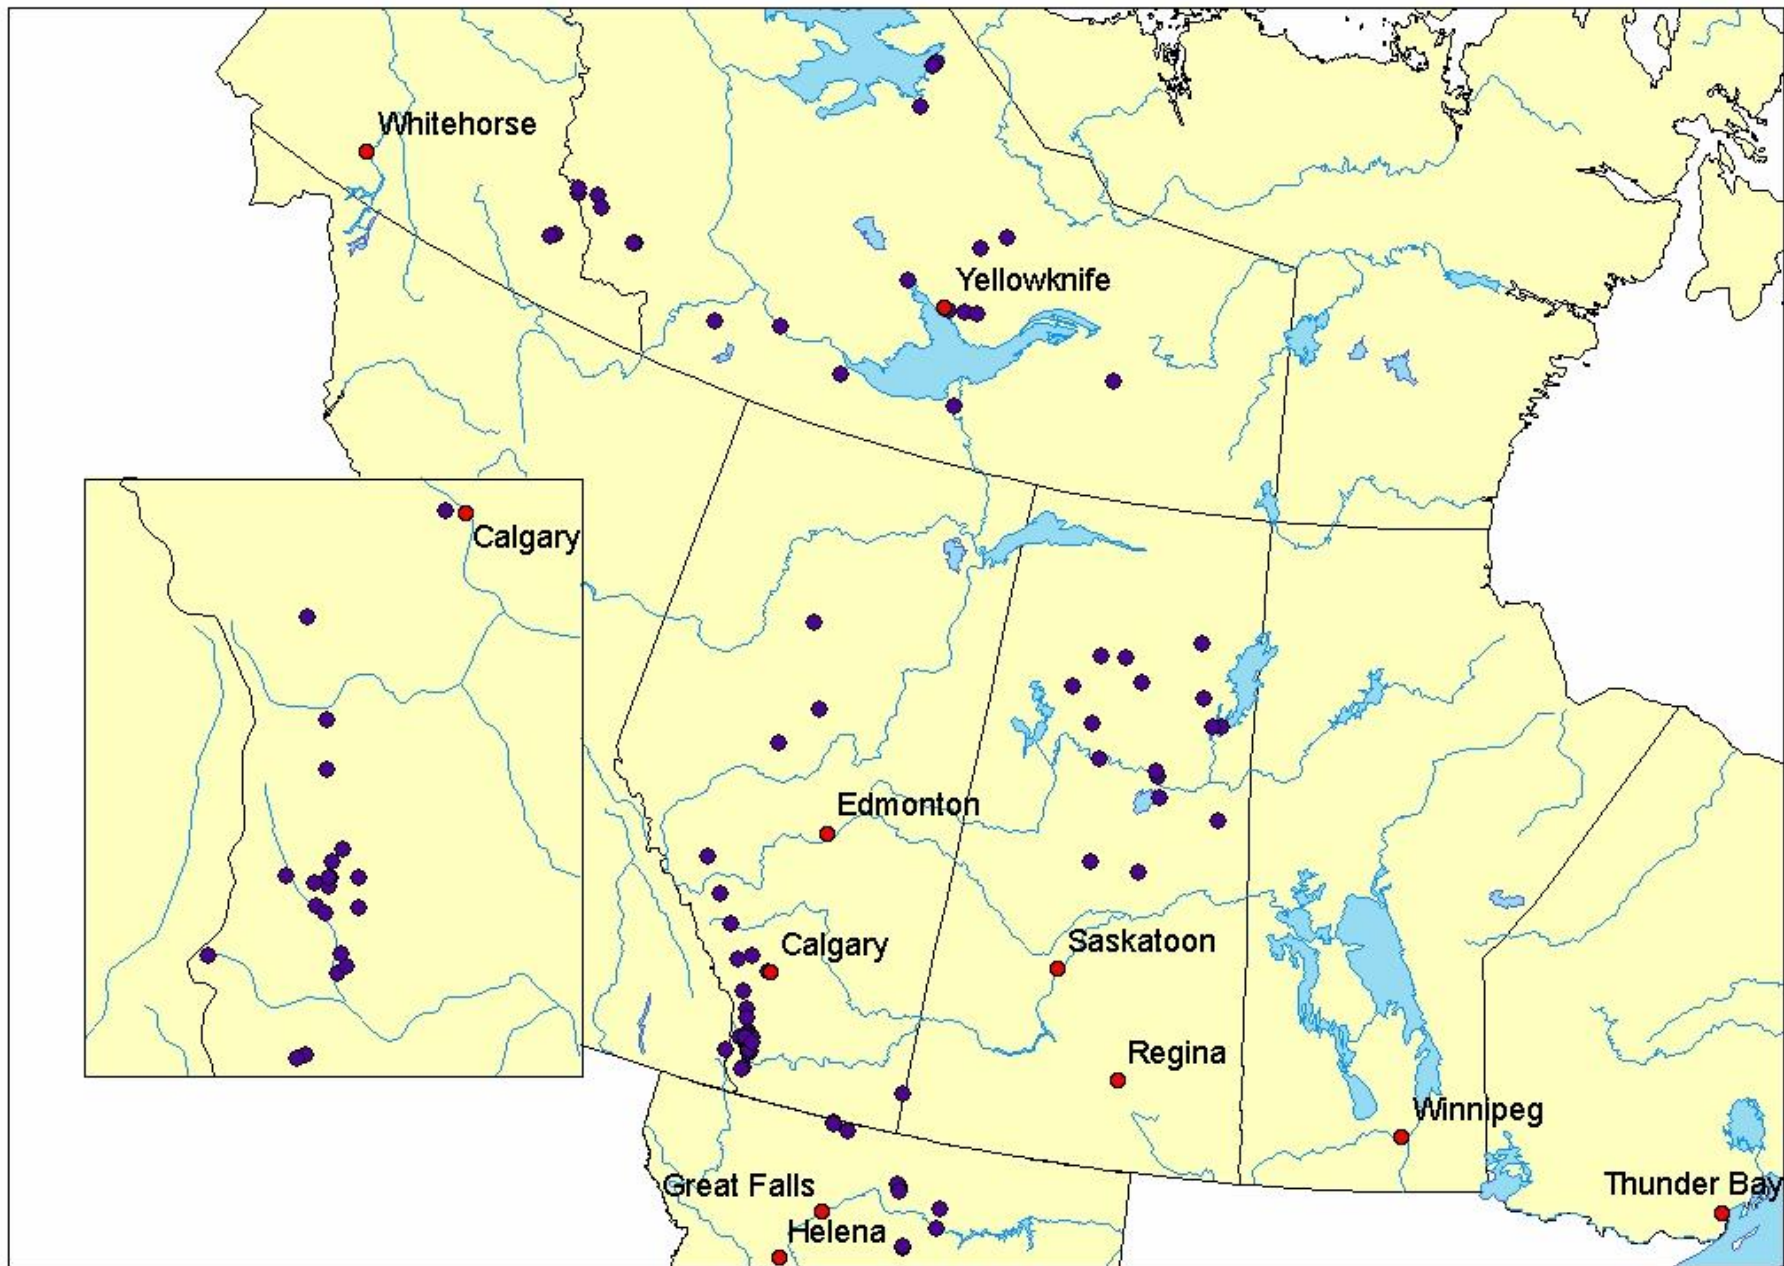 Whitehorse
Yellowknife
Calgary
Edmonton
Calgary
Saskatoon
Regina
Winnipeg
Great Falls
Thunder Bay
Helena